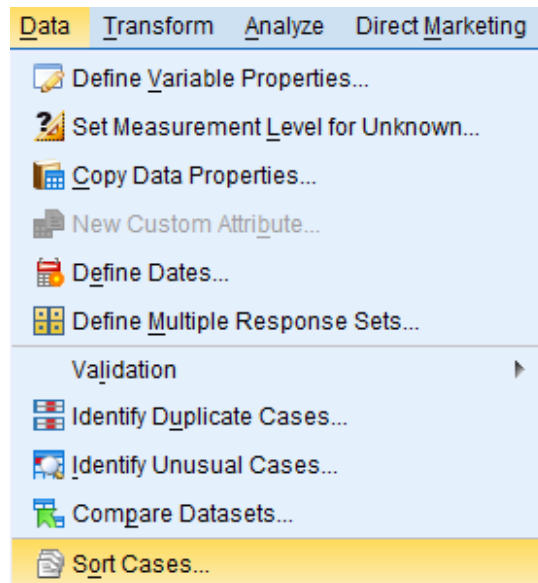 Data Transform Analyze Direct Marketing
Define Variable Properties...
Set Measurement Level for Unknown...
Copy Data Properties...
New Custom Attribute...
Define Dates...
Define Multiple Response Sets...
Validation
Identify Duplicate Cases...
Identify Unusual Cases...
Compare Datasets...
Sort Cases...